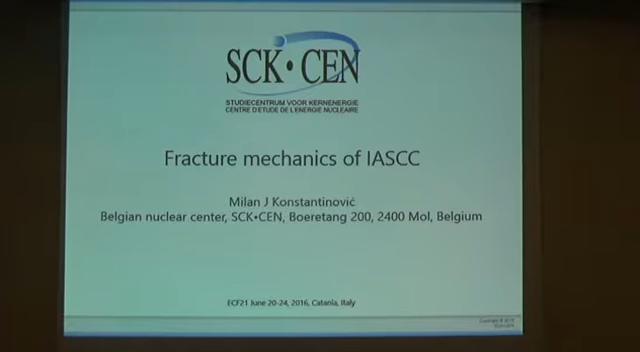 SCK•CEN
STUDIECENTRUM VOOR KERNENERGIE
CENTRE D'ETUDE DE L'ENERGIE NUCLEAIRE
Fracture mechanics of IASCC
Milan J Konstantinović
Belgian nuclear center, SCK•CEN, Boeretang 200, 2400 Mol, Belgium
ECF21 June 20-24, 2016, Catania, Italy